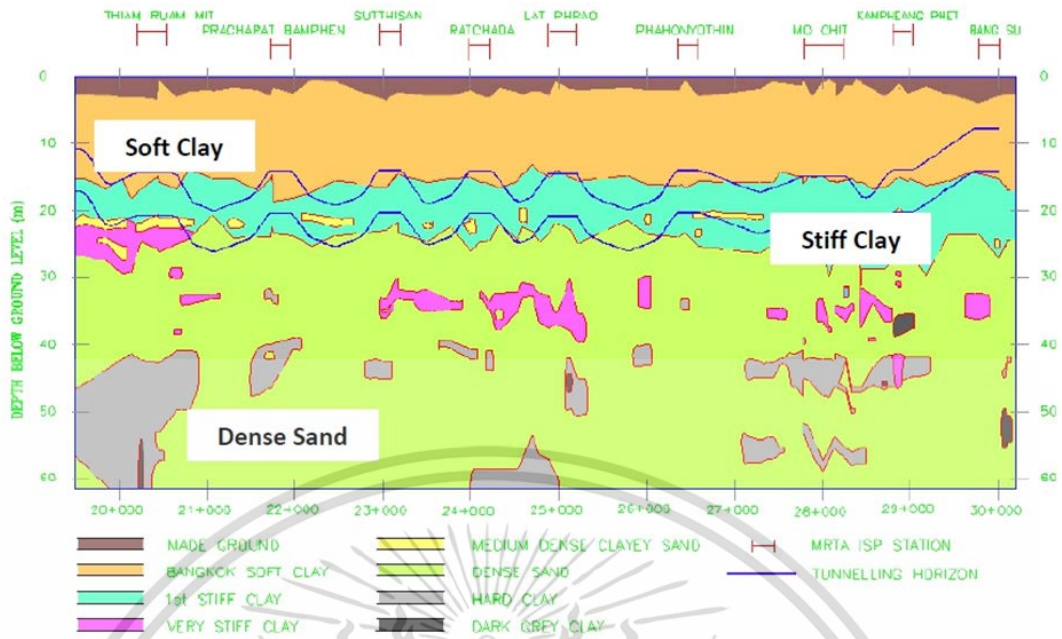 THIAM RUAM MIT
SUTTHISAN
LAT PHRAO
KAMPHEANG PHET
PRACHARAT BAMPHEN
RATCHADA
PHAHONYOTHIN
MO CHIT
BANG SU
0
0
10
10
20
20
30
30
40
40
50
50
60
60
DEPTH BELOW GROUND LEVEL (m)
Soft Clay
Stiff Clay
Dense Sand
20+000
21+000
22+000
23+000
24+000
25+000
26+000
27+000
28+000
29+000
30+000
MADE GROUND
MEDIUM DENSE CLAYEY SAND
MRTA ISP STATION
BANGKOK SOFT CLAY
DENSE SAND
TUNNELLING HORIZON
1st STIFF CLAY
HARD CLAY
VERY STIFF CLAY
DARK GREY CLAY